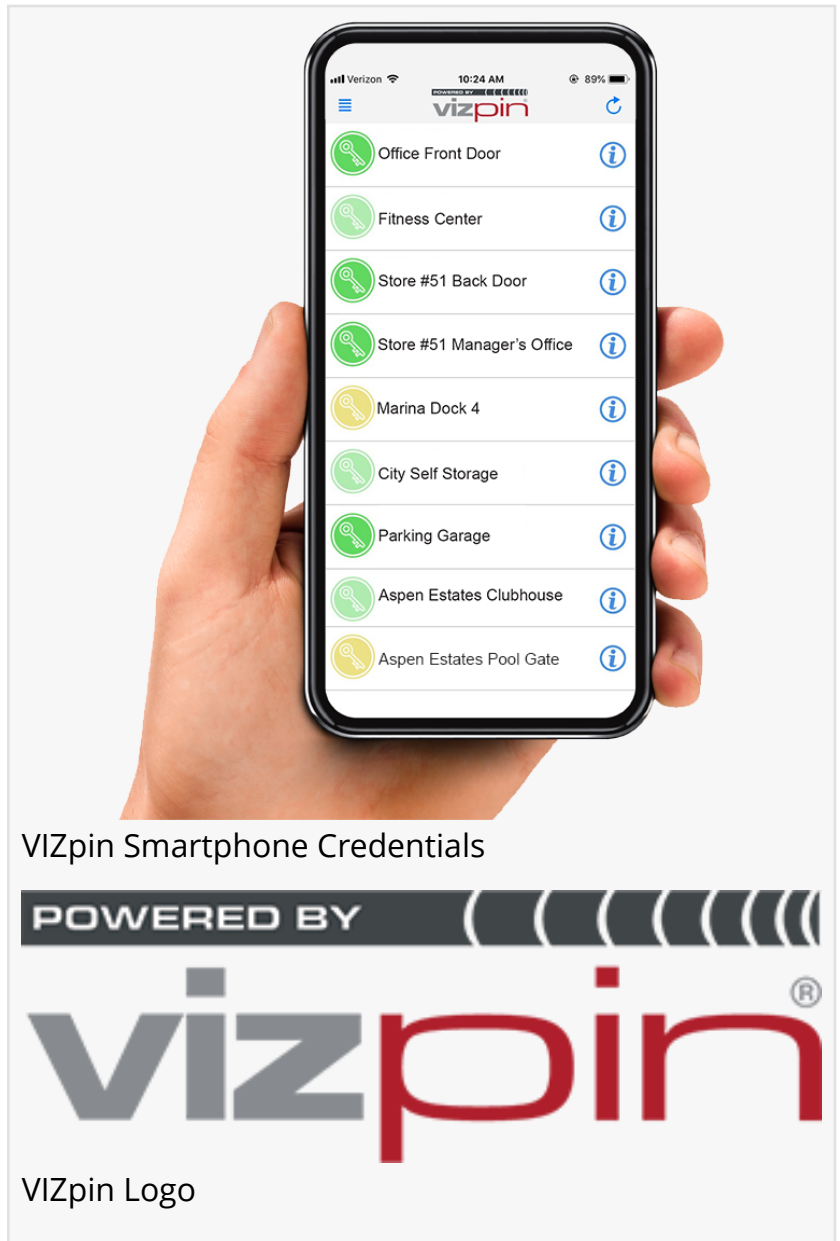 Verizon 10:24 AM 89%
POWERED BY
vizpin
Office Front Door
Fitness Center
Store #51 Back Door
Store #51 Manager's Office
Marina Dock 4
City Self Storage
Parking Garage
Aspen Estates Clubhouse
Aspen Estates Pool Gate
VIZpin Smartphone Credentials
POWERED BY
vizpin®
VIZpin Logo